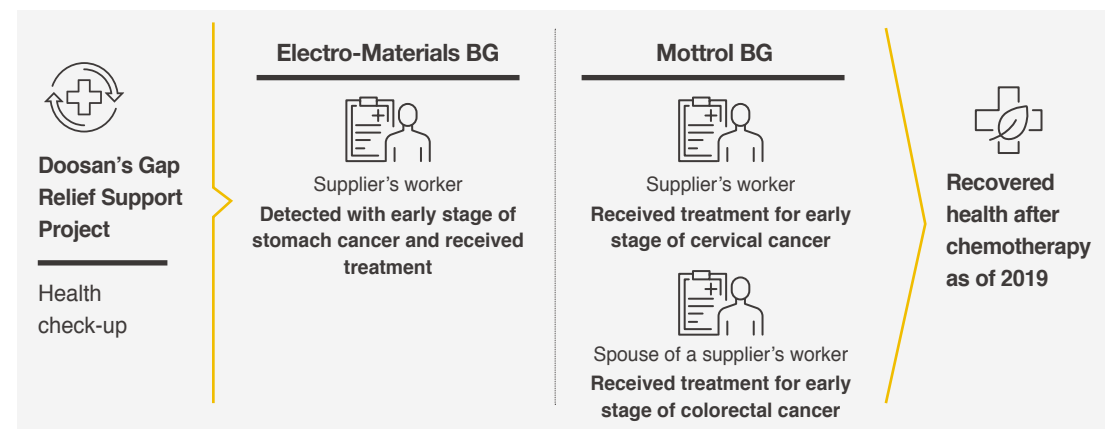 Doosan's Gap
Relief Support
Project
Health
check-up
Electro-Materials BG
Supplier's worker
Detected with early stage of
stomach cancer and received
treatment
Mottrol BG
Supplier's worker
Received treatment for early
stage of cervical cancer
Spouse of a supplier's worker
Received treatment for early
stage of colorectal cancer
Recovered
health after
chemotherapy
as of 2019